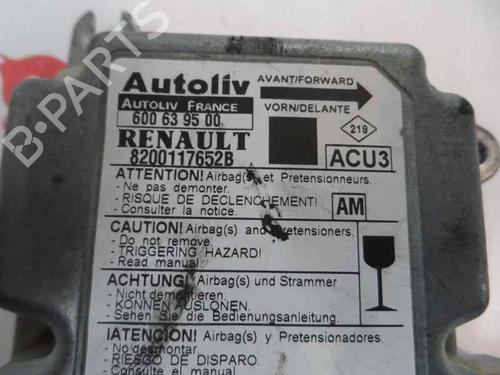 Autoliv
AVANT/FORWARD
AUTOLIV FRANCE
VORN/DELANTE
600 63 95 00
RENAULT
219
8200117652B
ACU3
ATTENTION! Airbag(s) et Pretensionneurs.
- Ne pas demonter.
- RISQUE DE DECLENCHEMENT!
- Consulter la notice.
AM
CAUTION! Airbag(s) and Pretensioners.
- Do not remove.
- TRIGGERING HAZARD!
- Read manual.
ACHTUNG! Airbag(s) und Strammer
- Nicht demontieren.
- KONNEN AUSLONEN.
- Sehen Sie die Bedienungsanleitung.
¡ATENCION! Airbag(s) y Pretensionadores.
- No desmontar.
- RIESGO DE DISPARO.
B-PARTS